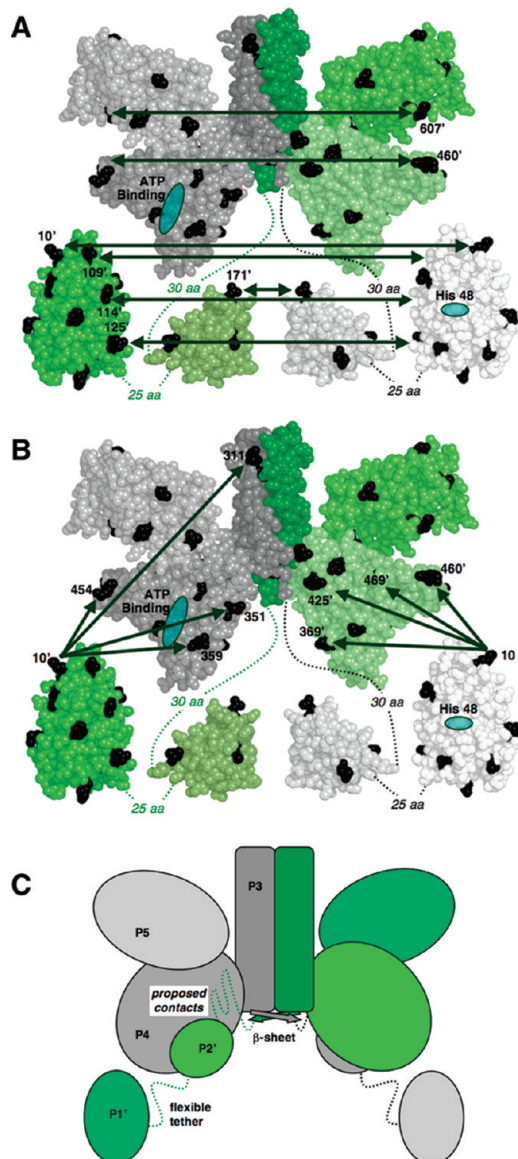 A
607'
460'
ATP
Binding
10'
109'
171'
30 aa
30 aa
114'
125'
His 48
25 aa
25 aa
B
311
454
ATP
Binding
351
469'
460'
425'
10'
359
369'
10
30 aa
30 aa
His 48
25 aa
25 aa
C
P3
P5
proposed
contacts
P4
β-sheet
P2'
P1'
flexible
tether